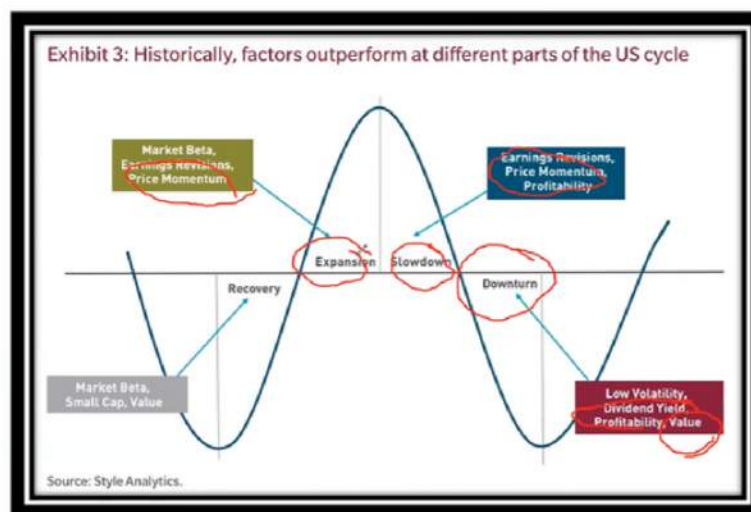 Exhibit 3: Historically, factors outperform at different parts of the US cycle
Market Beta,
Earnings Revisions,
Price Momentum
Earnings Revisions,
Price Momentum,
Profitability
Expansion
Slowdown
Recovery
Downturn
Market Beta,
Small Cap, Value
Low Volatility,
Dividend Yield,
Profitability, Value
Source: Style Analytics.